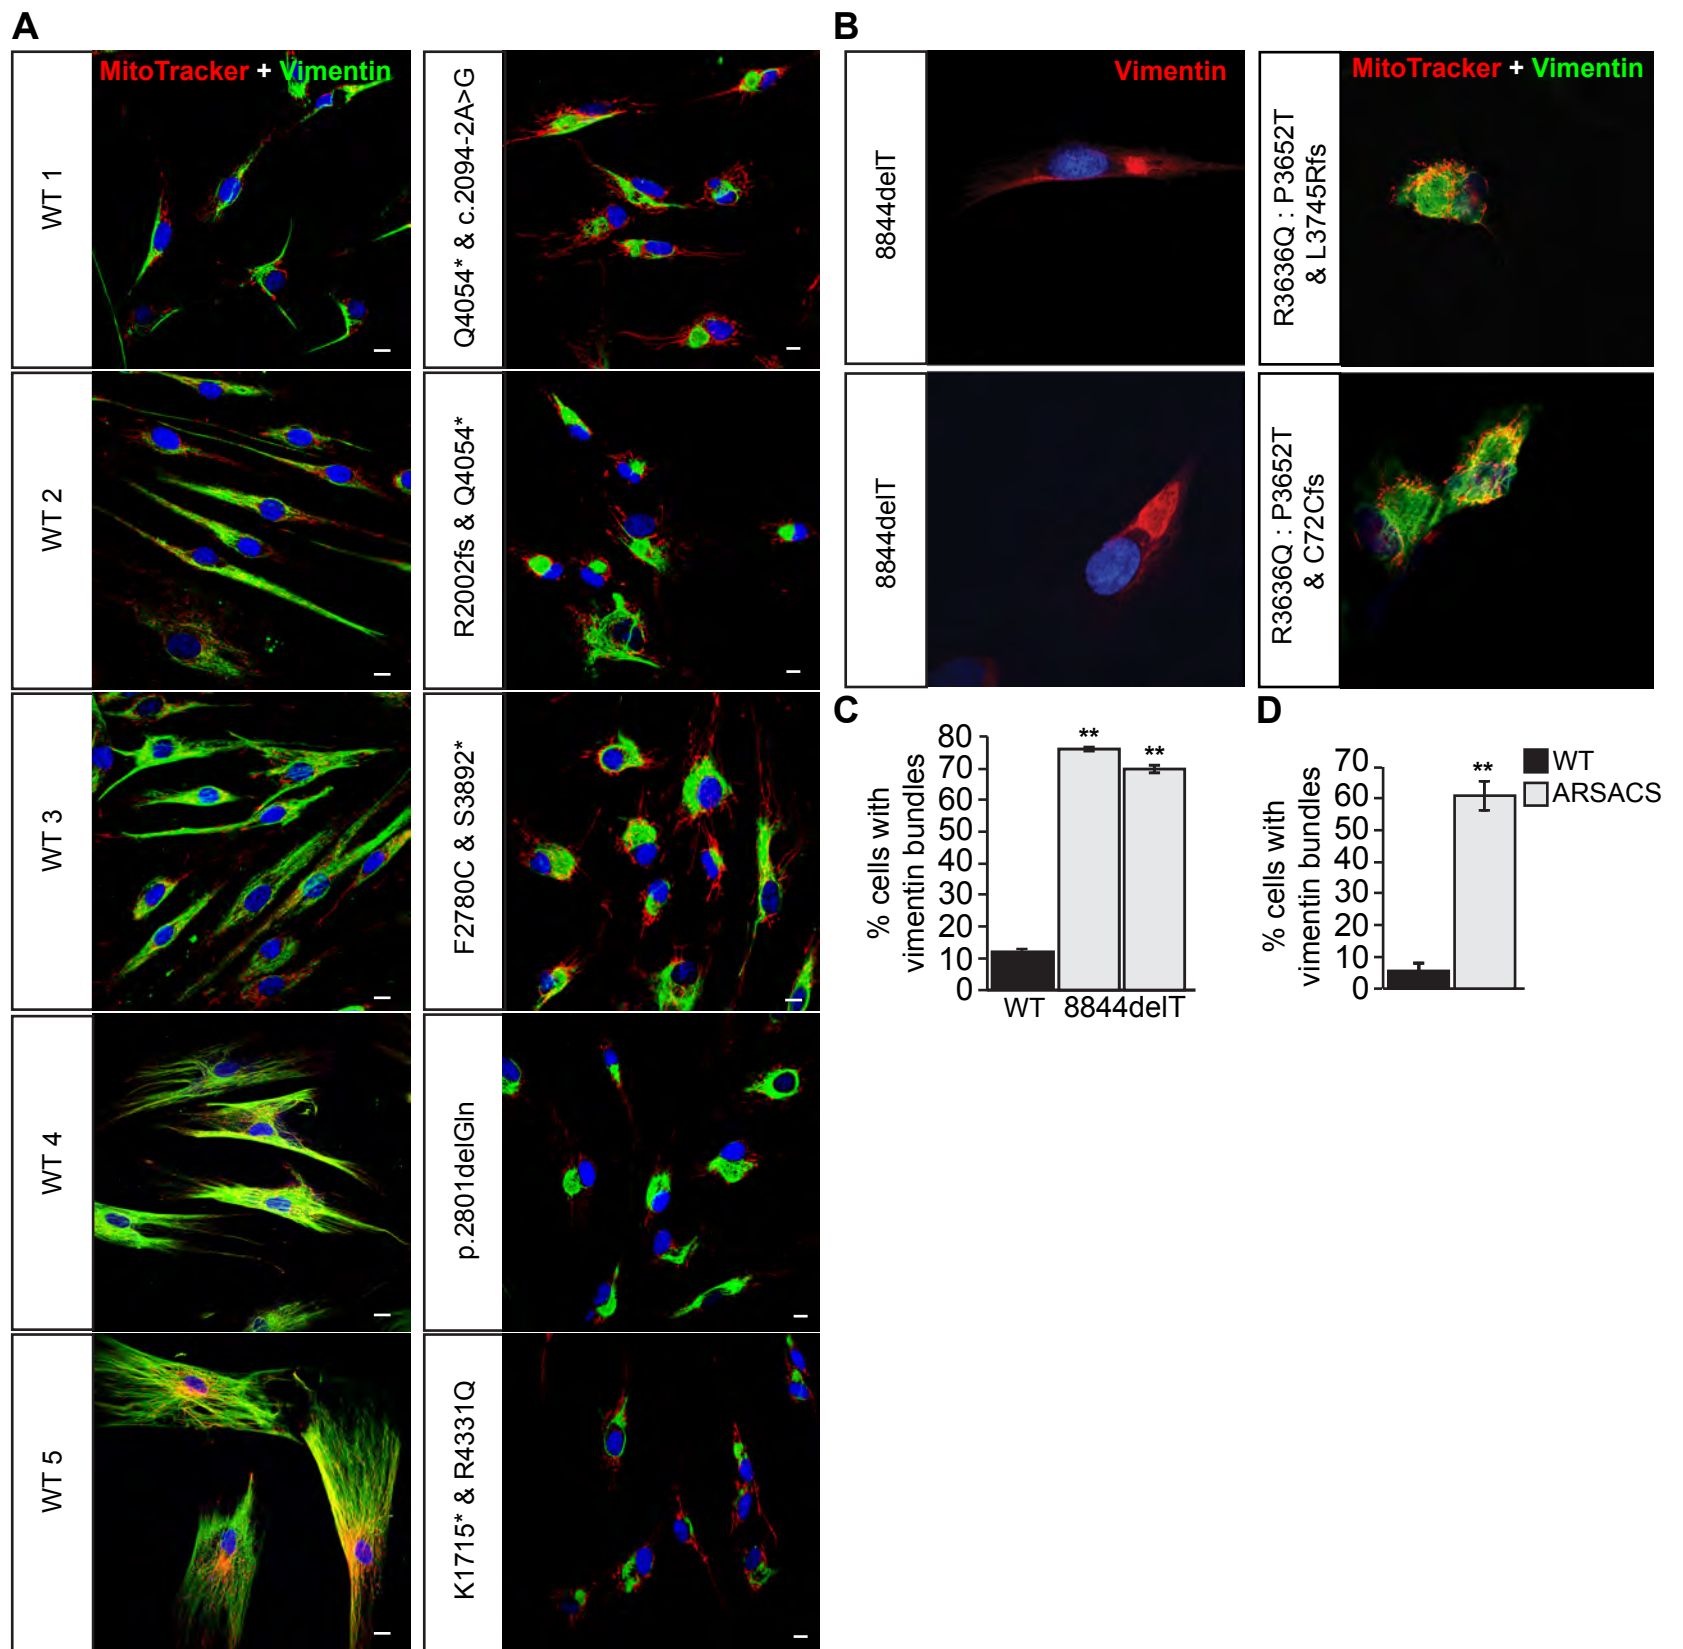 A
MitoTracker + Vimentin
WT 1
WT 2
WT 3
WT 4
WT 5
Q4054* & c.2094-2A>G
R2002fs & Q4054*
F2780C & S3892*
p.2801delGln
K1715* & R4331Q
B
Vimentin
8844delT
8844delT
MitoTracker + Vimentin
R3636Q : P3652T
& L3745Rfs
R3636Q : P3652T
& C72Cfs
C
% cells with
vimentin bundles
80
70
60
50
40
30
20
10
0
**
**
WT 8844delT
D
% cells with
vimentin bundles
70
60
50
40
30
20
10
0
**
WT
ARSACS